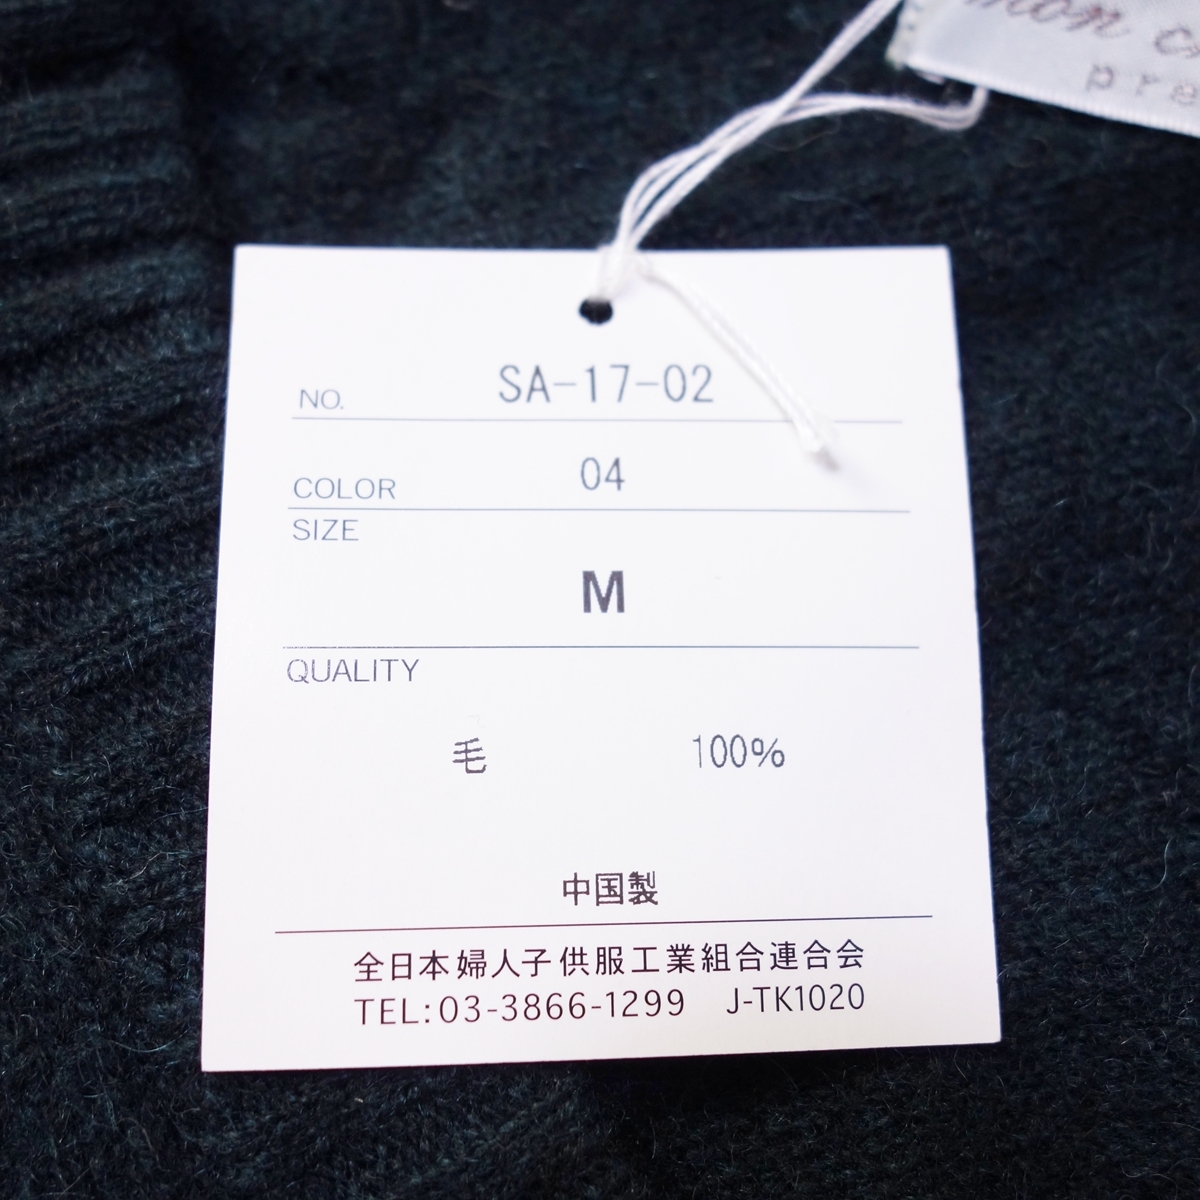 NO. SA-17-02
COLOR 04
SIZE
M
QUALITY
毛 100%
中国製
全日本婦人子供服工業組合連合会
TEL:03-3866-1299 J-TK1020